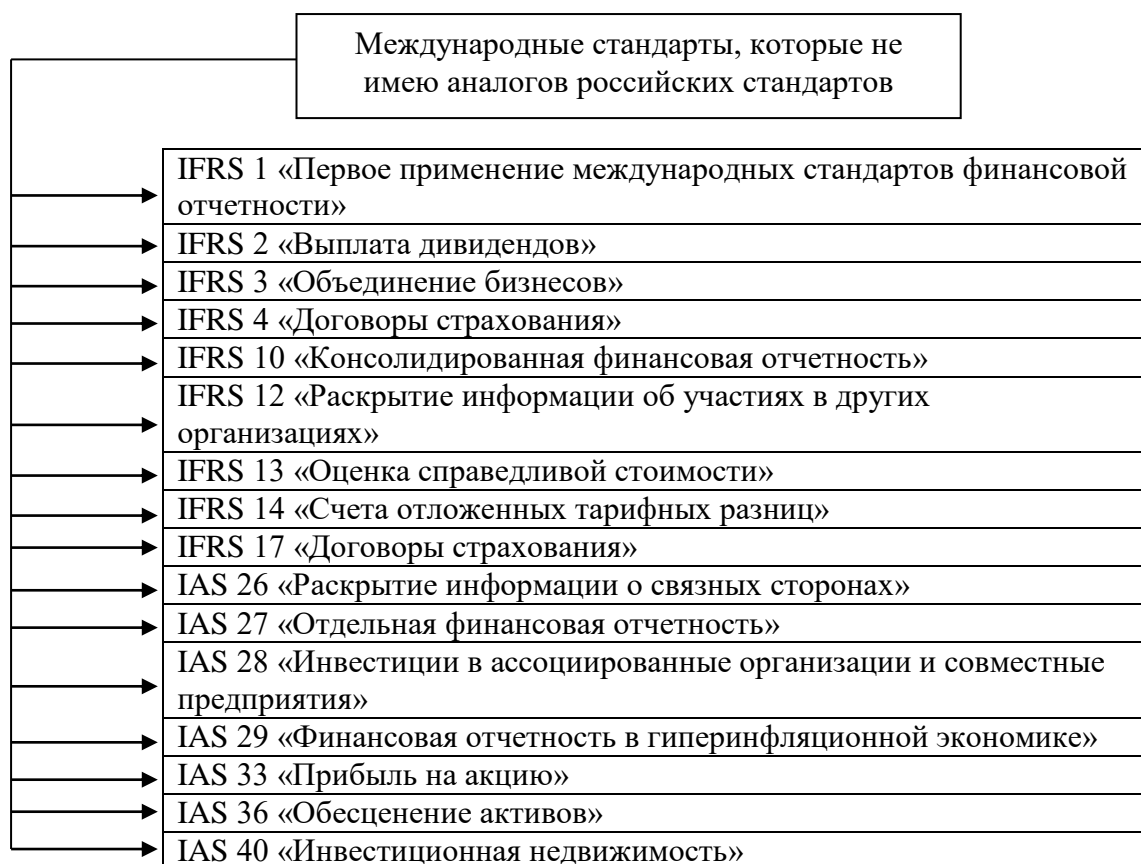 Международные стандарты, которые не
имею аналогов российских стандартов
IFRS 1 «Первое применение международных стандартов финансовой
отчетности»
IFRS 2 «Выплата дивидендов»
IFRS 3 «Объединение бизнесов»
IFRS 4 «Договоры страхования»
IFRS 10 «Консолидированная финансовая отчетность»
IFRS 12 «Раскрытие информации об участиях в других
организациях»
IFRS 13 «Оценка справедливой стоимости»
IFRS 14 «Счета отложенных тарифных разниц»
IFRS 17 «Договоры страхования»
IAS 26 «Раскрытие информации о связных сторонах»
IAS 27 «Отдельная финансовая отчетность»
IAS 28 «Инвестиции в ассоциированные организации и совместные
предприятия»
IAS 29 «Финансовая отчетность в гиперинфляционной экономике»
IAS 33 «Прибыль на акцию»
IAS 36 «Обесценение активов»
IAS 40 «Инвестиционная недвижимость»